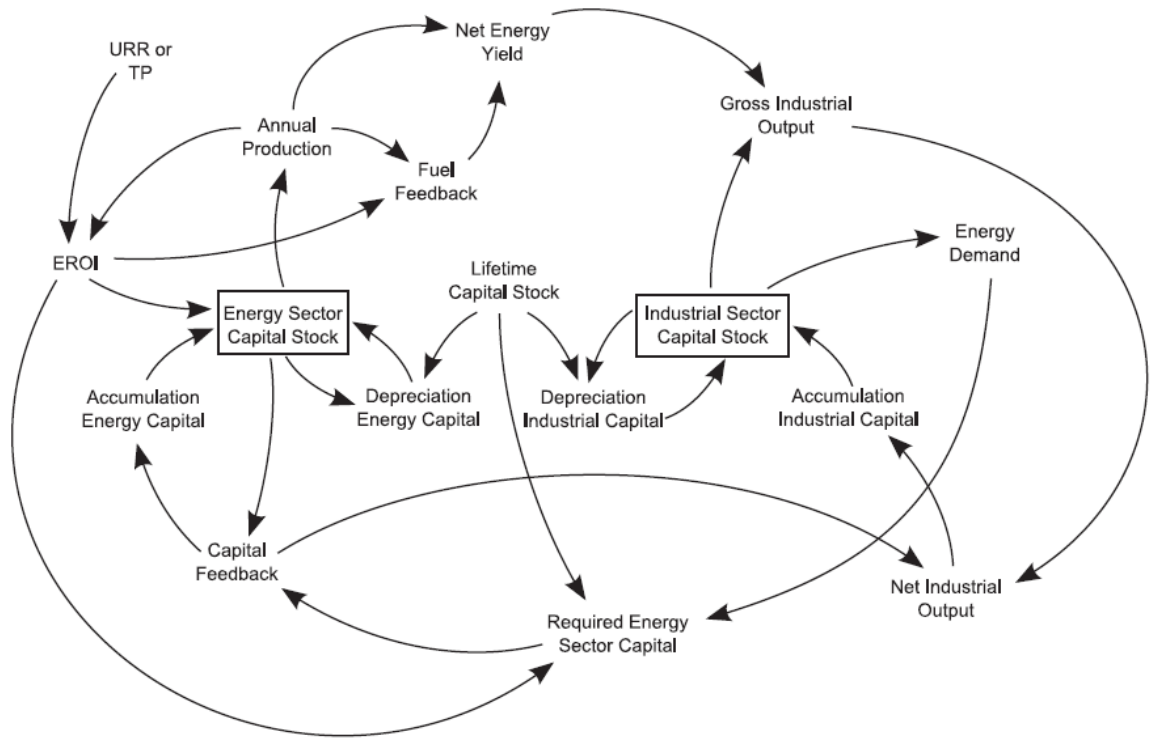 Net Energy
Yield
URR or
TP
Gross Industrial
Output
Annual
Production
Fuel
Feedback
Energy
Demand
EROI
Lifetime
Capital Stock
Energy Sector
Capital Stock
Industrial Sector
Capital Stock
Accumulation
Energy Capital
Depreciation
Energy Capital
Depreciation
Industrial Capital
Accumulation
Industrial Capital
Capital
Feedback
Net Industrial
Output
Required Energy
Sector Capital